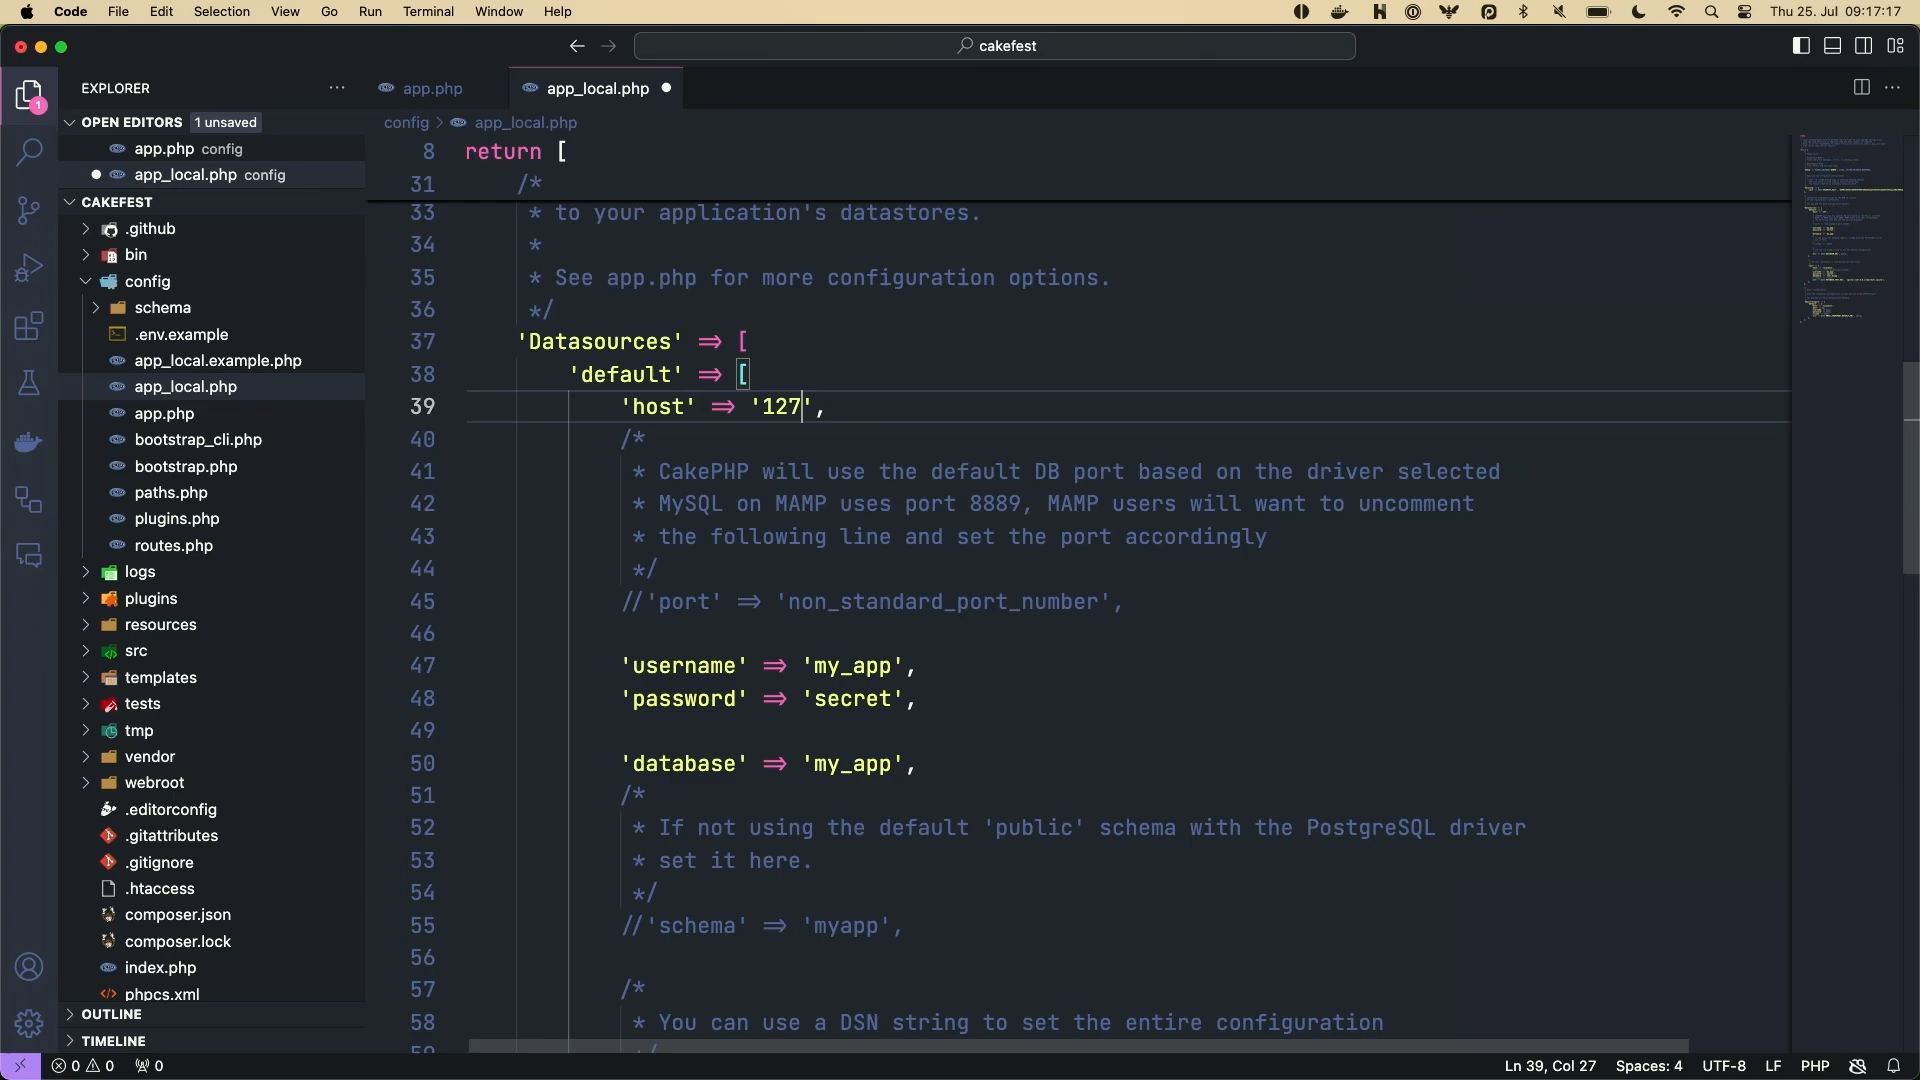 Code File Edit Selection View Go Run Terminal Window Help Thu 25. Jul 09:17:17
cakefest
EXPLORER
app.php
app_local.php
OPEN EDITORS 1 unsaved
app.php config
app_local.php config
CAKEFEST
.github
bin
config
schema
.env.example
app_local.example.php
app_local.php
app.php
bootstrap_cli.php
bootstrap.php
paths.php
plugins.php
routes.php
logs
plugins
resources
src
templates
tests
tmp
vendor
webroot
.editorconfig
.gitattributes
.gitignore
.htaccess
composer.json
composer.lock
index.php
phpcs.xml
OUTLINE
TIMELINE
config > app_local.php
8 return [
31 /*
33 * to your application's datastores.
34 *
35 * See app.php for more configuration options.
36 */
37 'Datasources' => [
38 'default' => [
39 'host' => '127',
40 /*
41 * CakePHP will use the default DB port based on the driver selected
42 * MySQL on MAMP uses port 8889, MAMP users will want to uncomment
43 * the following line and set the port accordingly
44 */
45 //'port' => 'non_standard_port_number',
46
47 'username' => 'my_app',
48 'password' => 'secret',
49
50 'database' => 'my_app',
51 /*
52 * If not using the default 'public' schema with the PostgreSQL driver
53 * set it here.
54 */
55 //'schema' => 'myapp',
56
57 /*
58 * You can use a DSN string to set the entire configuration
59 */
0 0 0 Ln 39, Col 27 Spaces: 4 UTF-8 LF PHP